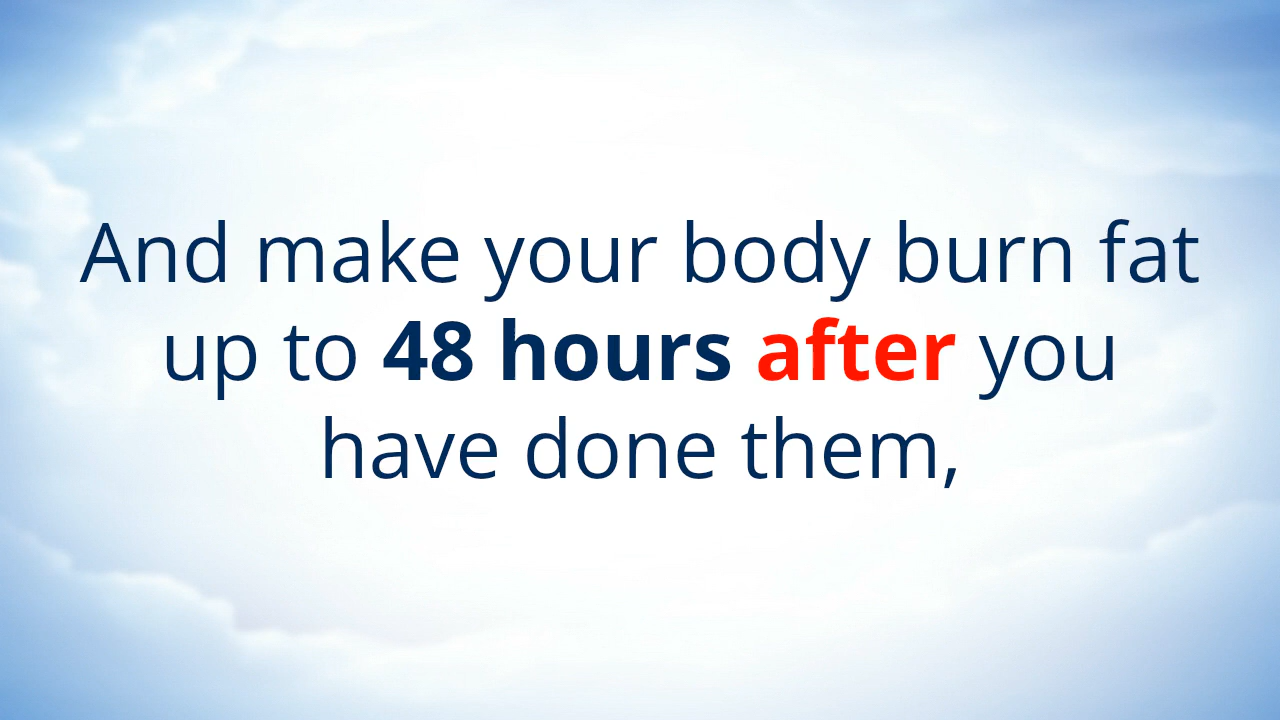 And make your body burn fat
up to 48 hours after you
have done them,